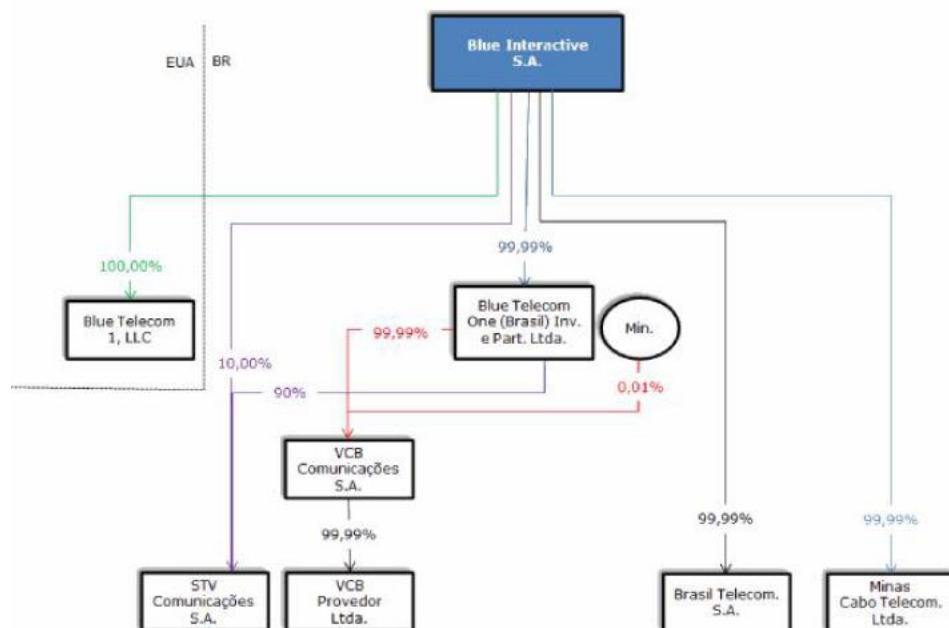 Blue Interactive
S.A.
EUA
BR
99,99%
100,00%
Blue Telecom
1, LLC
Blue Telecom
One (Brasil) Inv.
e Part. Ltda.
Min.
99,99%
10,00%
90%
0,01%
VCB
Comunicações
S.A.
99,99%
99,99%
99,99%
STV
Comunicações
S.A.
VCB
Provedor
Ltda.
Brasil Telecom.
S.A.
Minas
Cabo Telecom.
Ltda.